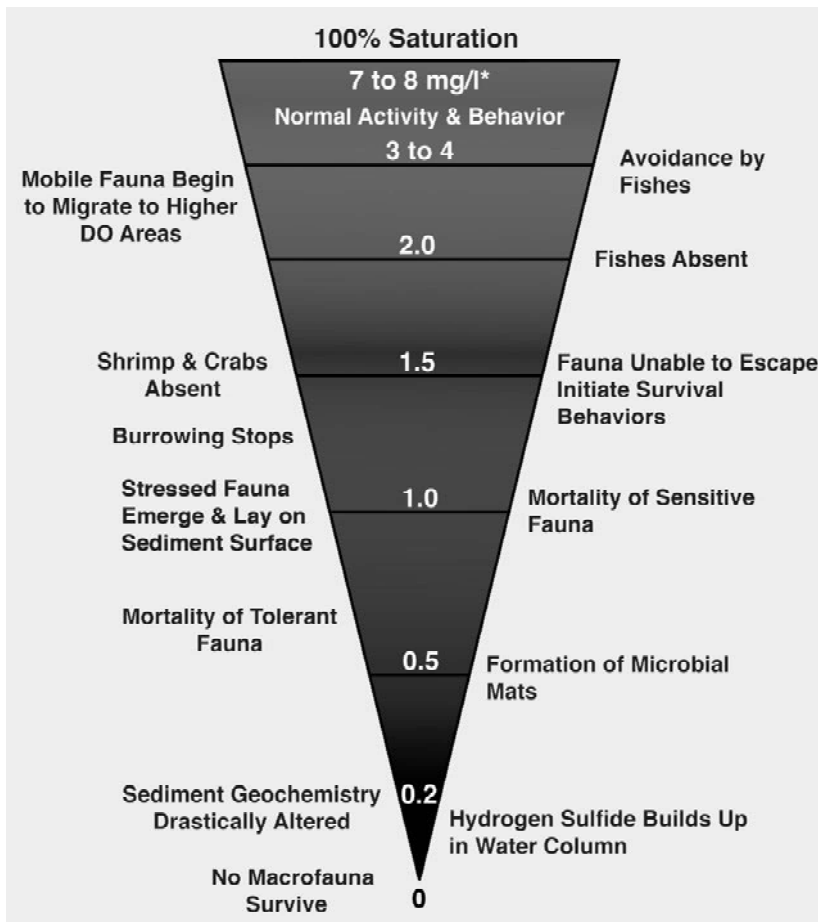 100% Saturation
7 to 8 mg/l*
Normal Activity & Behavior
3 to 4
Avoidance by
Fishes
Mobile Fauna Begin
to Migrate to Higher
DO Areas
2.0
Fishes Absent
Shrimp & Crabs
Absent
1.5
Fauna Unable to Escape
Initiate Survival
Behaviors
Burrowing Stops
Stressed Fauna
Emerge & Lay on
Sediment Surface
1.0
Mortality of Sensitive
Fauna
Mortality of Tolerant
Fauna
0.5
Formation of Microbial
Mats
Sediment Geochemistry
Drastically Altered
0.2
Hydrogen Sulfide Builds Up
in Water Column
No Macrofauna
Survive
0